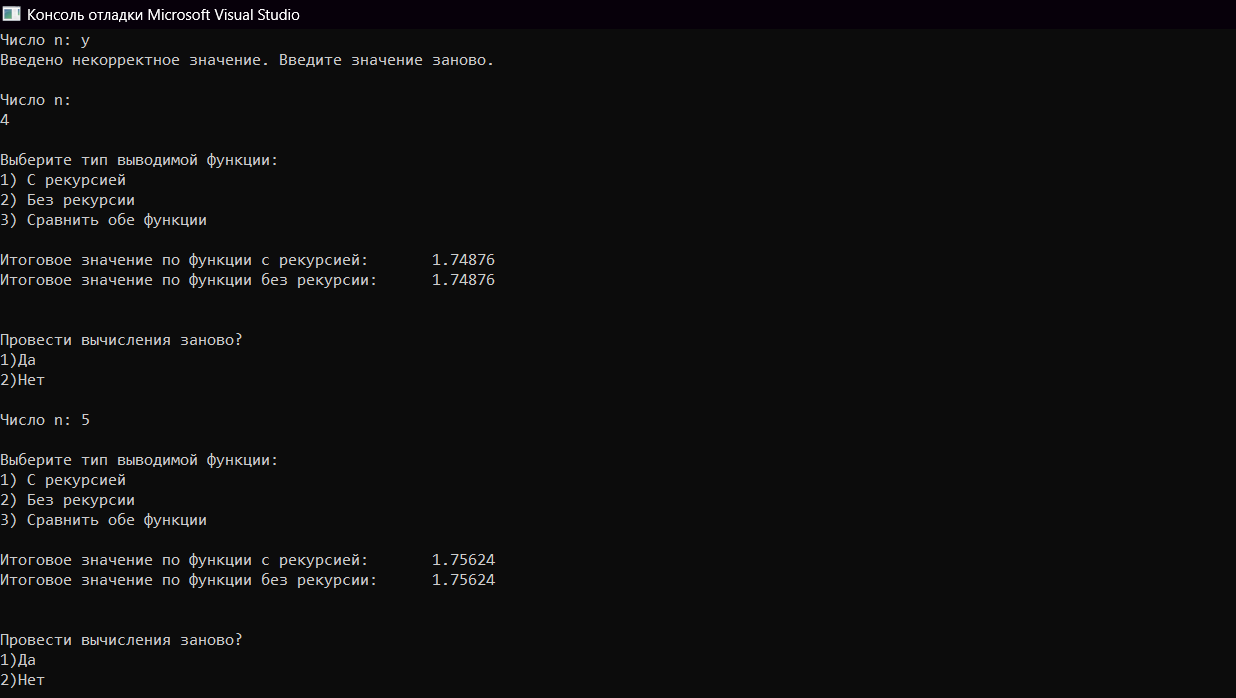 Консоль отладки Microsoft Visual Studio
Число n: y
Введено некорректное значение. Введите значение заново.
Число n:
4
Выберите тип выводимой функции:
1) С рекурсией
2) Без рекурсии
3) Сравнить обе функции
Итоговое значение по функции с рекурсией: 1.74876
Итоговое значение по функции без рекурсии: 1.74876
Провести вычисления заново?
1)Да
2)Нет
Число n: 5
Выберите тип выводимой функции:
1) С рекурсией
2) Без рекурсии
3) Сравнить обе функции
Итоговое значение по функции с рекурсией: 1.75624
Итоговое значение по функции без рекурсии: 1.75624
Провести вычисления заново?
1)Да
2)Нет